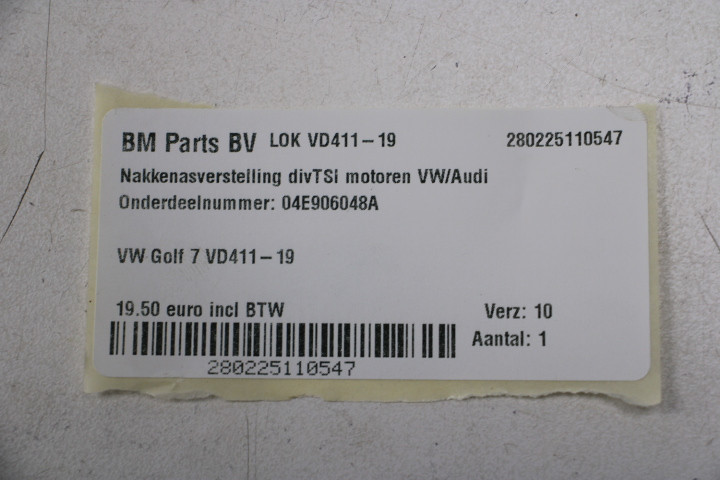 BM Parts BV LOK VD411-19 280225110547
Nakkenasverstelling divTSI motoren VW/Audi
Onderdeelnummer: 04E906048A
VW Golf 7 VD411-19
19.50 euro incl BTW Verz: 10
Aantal: 1
280225110547